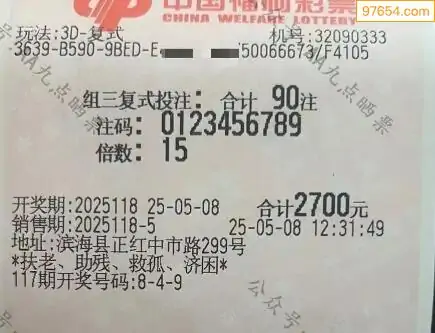 97654.com
中国福利彩票
CHINA WELFARE LOTTERY
玩法:3D-复式 机号:32090333
3639-B590-9BED-E /50066673/F4105
组三复式投注: 合计 90注
注码: 0123456789
倍数: 15
开奖期:2025118 25-05-08 合计2700元
销售期:2025118-5 25-05-08 12:31:49
地址:滨海县正红中市路299号
*扶老、助残、救孤、济困*
117期开奖号码:8-4-9